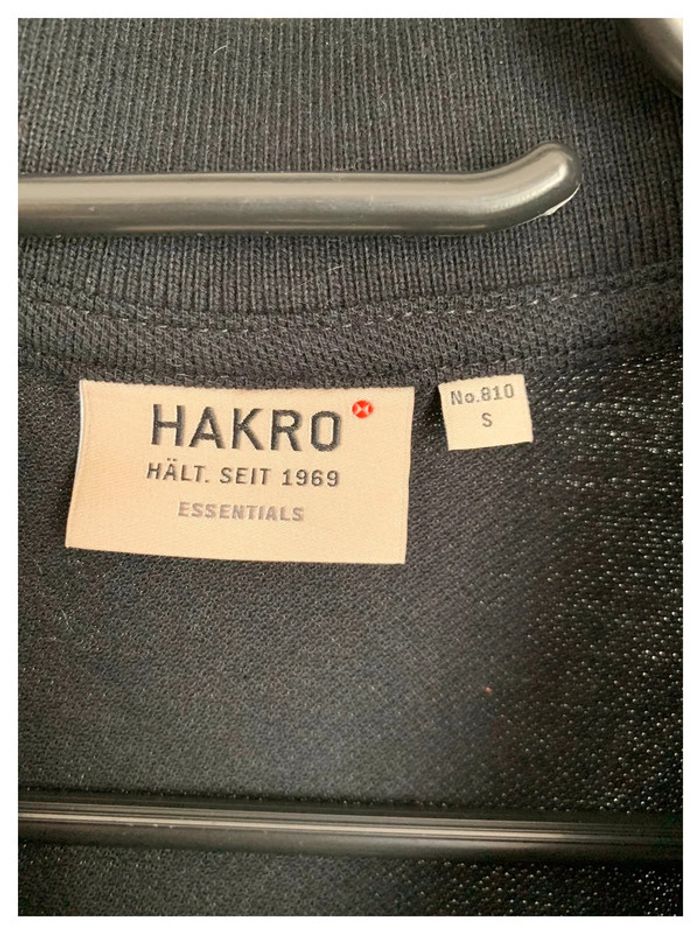 HAKRO
HÄLT. SEIT 1969
ESSENTIALS
No.810
S